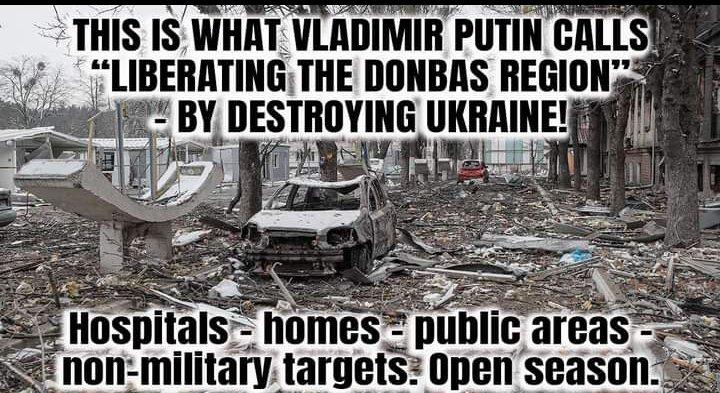 THIS IS WHAT VLADIMIR PUTIN CALLS
“LIBERATING THE DONBAS REGION”
- BY DESTROYING UKRAINE!
Hospitals - homes - public areas -
non-military targets. Open season.